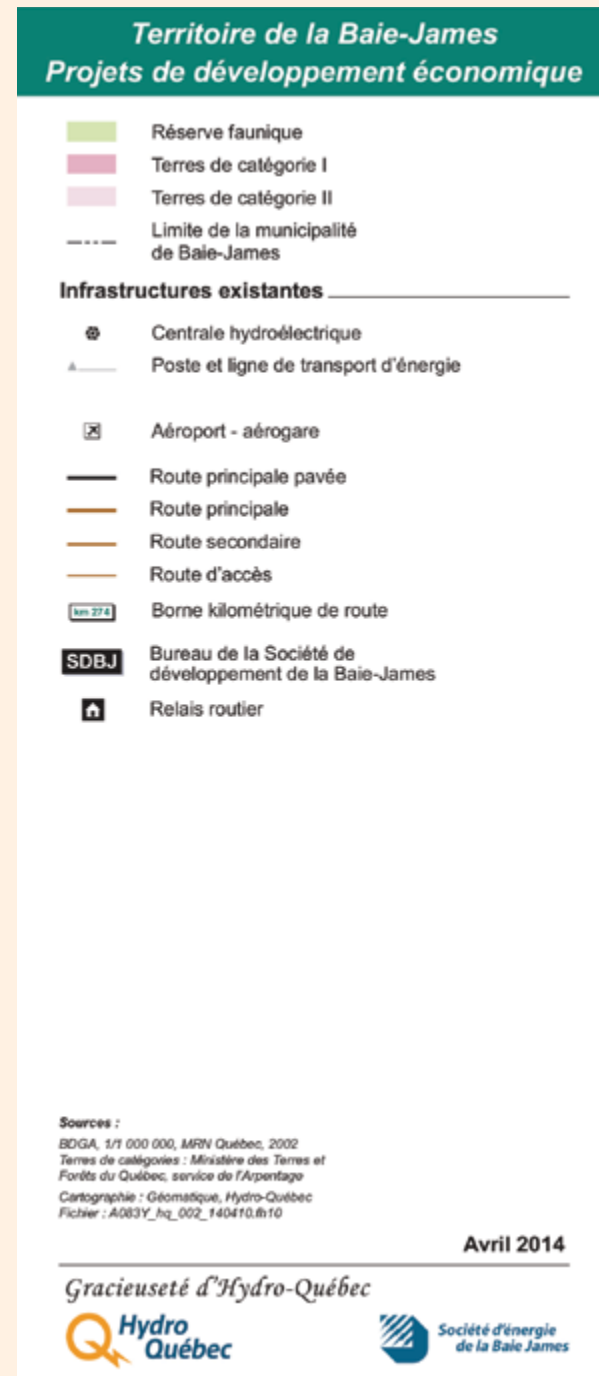 Territoire de la Baie-James
Projets de développement économique
Réserve faunique
Terres de catégorie I
Terres de catégorie II
Limite de la municipalité
de Baie-James
Infrastructures existantes
Centrale hydroélectrique
Poste et ligne de transport d'énergie
Aéroport - aérogare
Route principale pavée
Route principale
Route secondaire
Route d'accès
km 274 Borne kilométrique de route
SDBJ Bureau de la Société de
développement de la Baie-James
Relais routier
Sources :
BDGA, 1/1 000 000, MRN Québec, 2002
Terres de catégories : Ministère des Terres et
Forêts du Québec, service de l'Arpentage
Cartographie : Géomatique, Hydro-Québec
Fichier : A083Y_hq_002_140410.fh10
Avril 2014
Gracieuseté d'Hydro-Québec
Hydro
Québec
Société d'énergie
de la Baie James